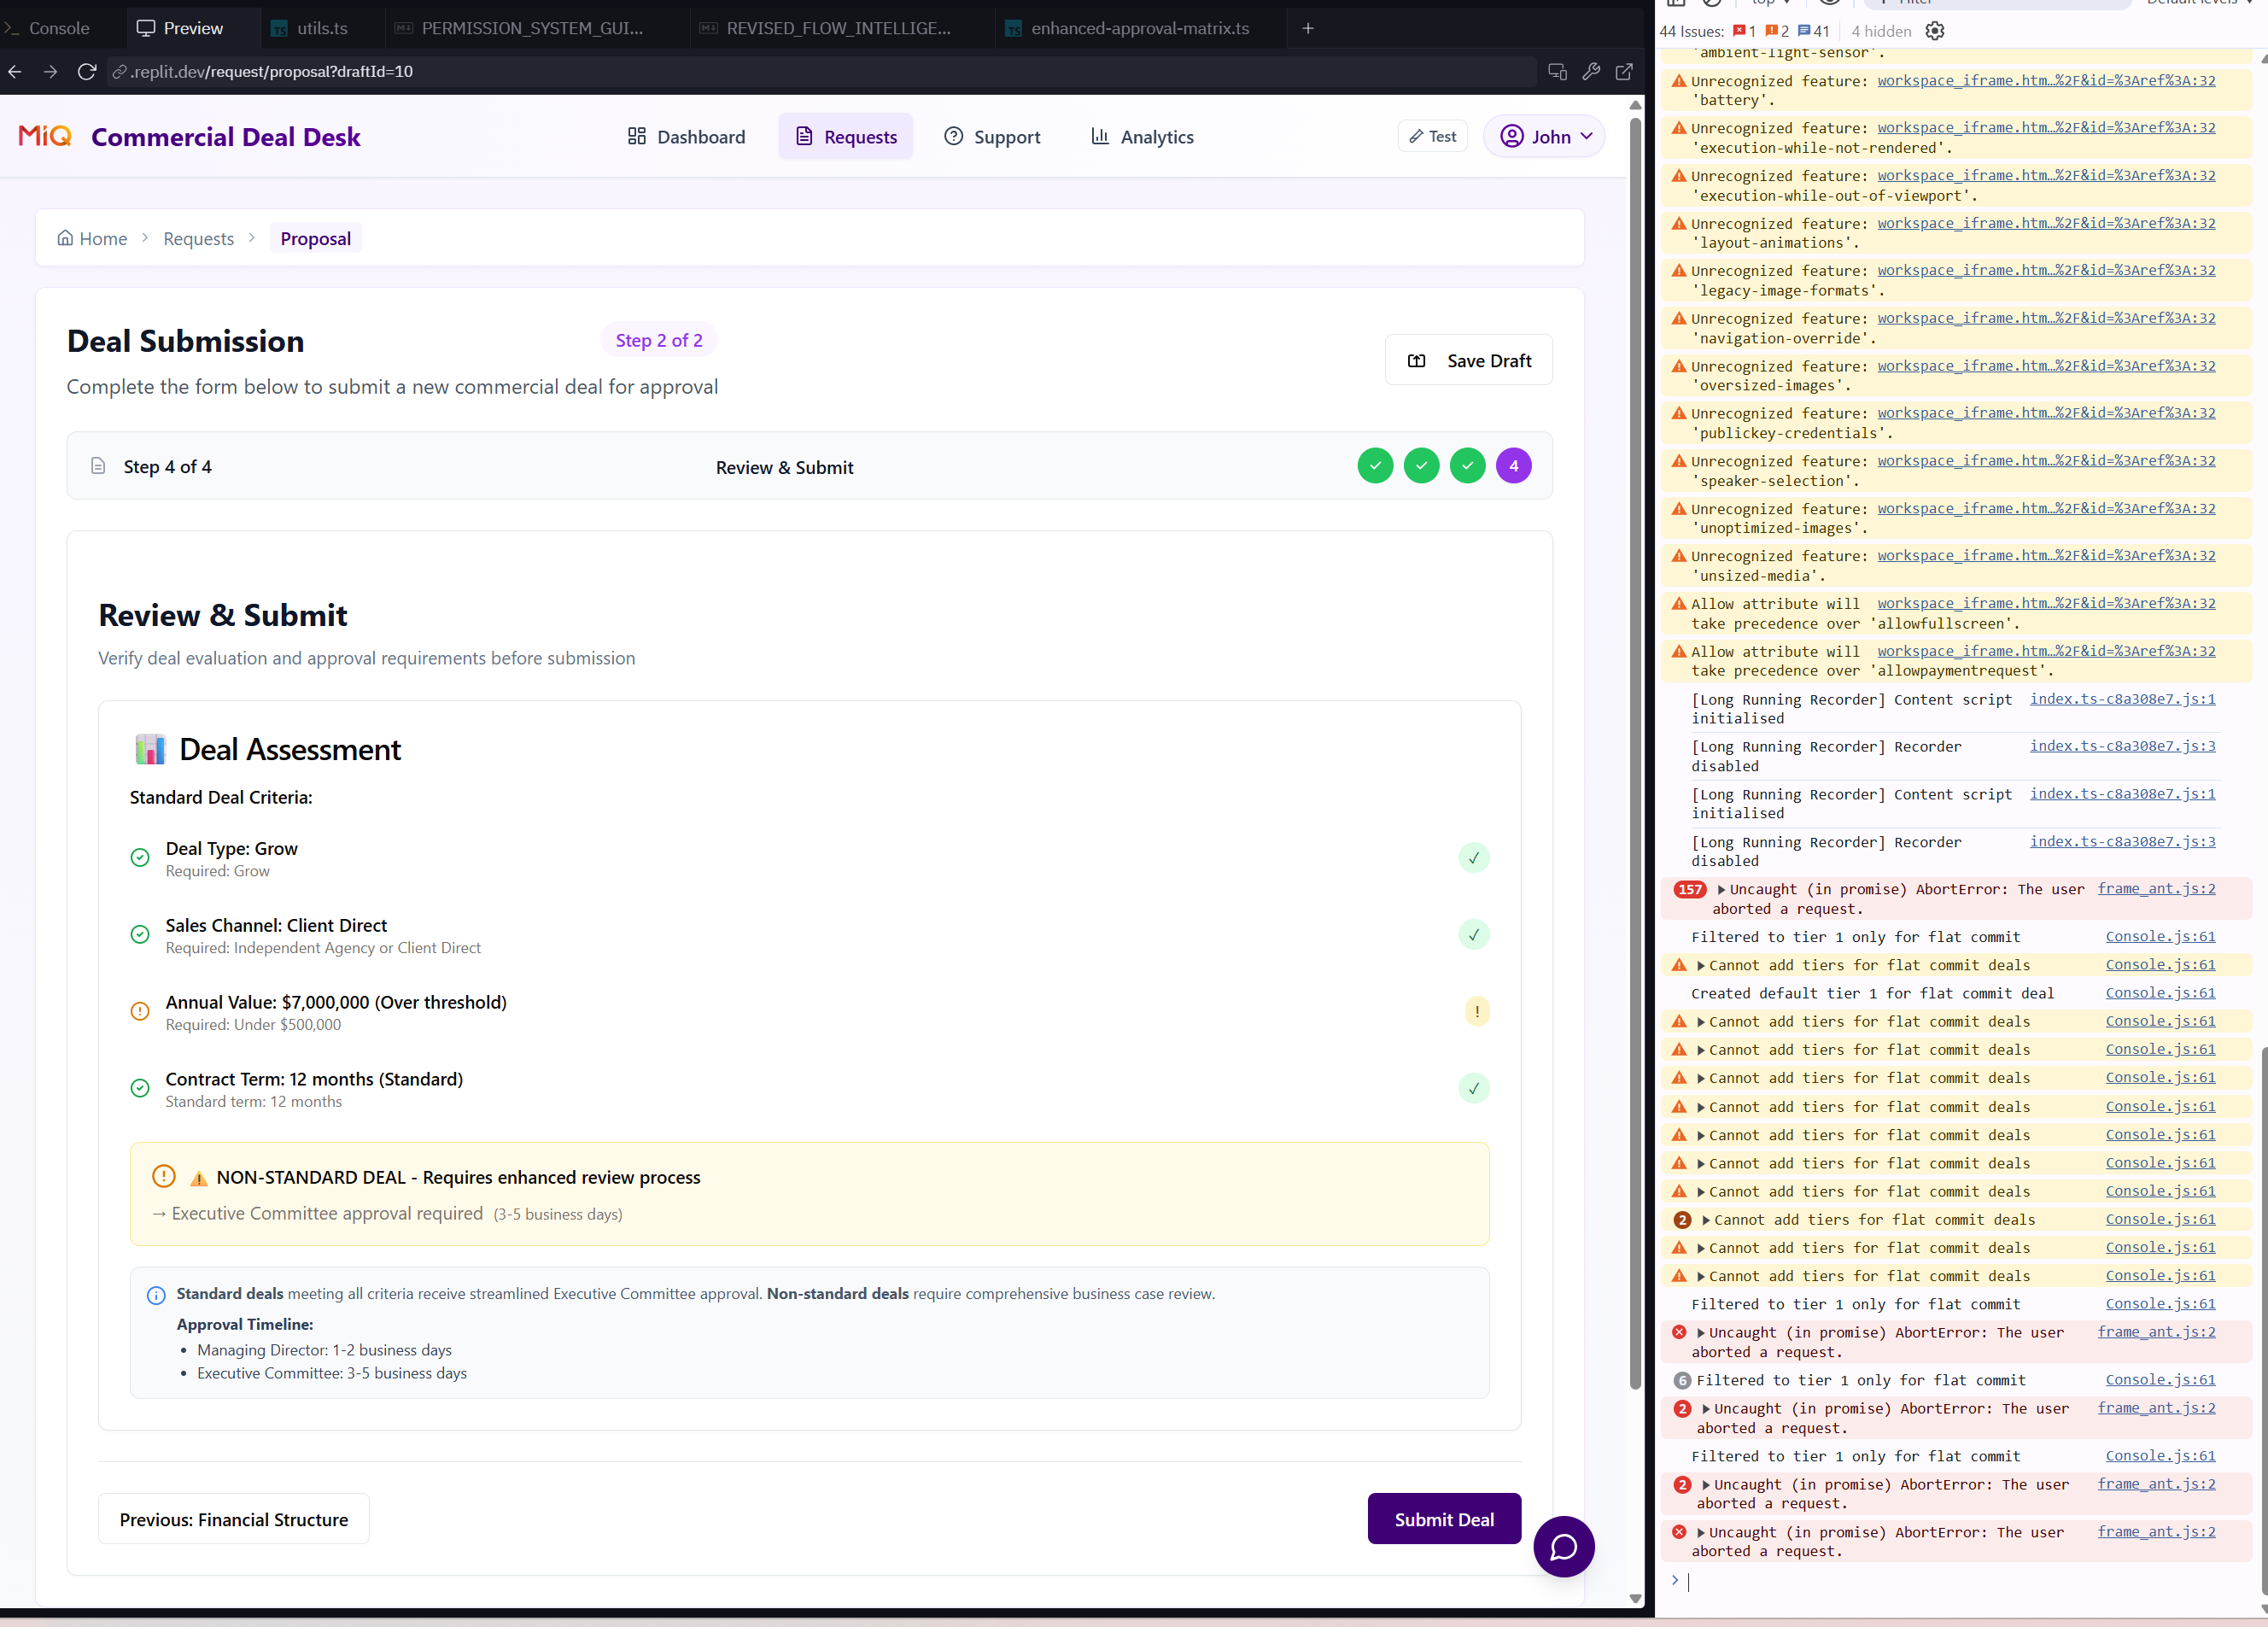 Console
Preview
utils.ts
PERMISSION_SYSTEM_GUI...
REVISED_FLOW_INTELLIGE...
enhanced-approval-matrix.ts
.replit.dev/request/proposal?draftId=10
MiQ Commercial Deal Desk
Dashboard
Requests
Support
Analytics
Test
John
Home
Requests
Proposal
Deal Submission
Step 2 of 2
Complete the form below to submit a new commercial deal for approval
Save Draft
Step 4 of 4
Review & Submit
4
Review & Submit
Verify deal evaluation and approval requirements before submission
Deal Assessment
Standard Deal Criteria:
Deal Type: Grow
Required: Grow
✓
Sales Channel: Client Direct
Required: Independent Agency or Client Direct
✓
Annual Value: $7,000,000 (Over threshold)
Required: Under $500,000
!
Contract Term: 12 months (Standard)
Standard term: 12 months
✓
NON-STANDARD DEAL - Requires enhanced review process
→ Executive Committee approval required (3-5 business days)
Standard deals meeting all criteria receive streamlined Executive Committee approval. Non-standard deals require comprehensive business case review.
Approval Timeline:
• Managing Director: 1-2 business days
• Executive Committee: 3-5 business days
Previous: Financial Structure
Submit Deal
44 Issues: 1 2 41 4 hidden
'ambient-light-sensor'.
Unrecognized feature: workspace_iframe.htm…%2F&id=%3Aref%3A:32
'battery'.
Unrecognized feature: workspace_iframe.htm…%2F&id=%3Aref%3A:32
'execution-while-not-rendered'.
Unrecognized feature: workspace_iframe.htm…%2F&id=%3Aref%3A:32
'execution-while-out-of-viewport'.
Unrecognized feature: workspace_iframe.htm…%2F&id=%3Aref%3A:32
'layout-animations'.
Unrecognized feature: workspace_iframe.htm…%2F&id=%3Aref%3A:32
'legacy-image-formats'.
Unrecognized feature: workspace_iframe.htm…%2F&id=%3Aref%3A:32
'navigation-override'.
Unrecognized feature: workspace_iframe.htm…%2F&id=%3Aref%3A:32
'oversized-images'.
Unrecognized feature: workspace_iframe.htm…%2F&id=%3Aref%3A:32
'publickey-credentials'.
Unrecognized feature: workspace_iframe.htm…%2F&id=%3Aref%3A:32
'speaker-selection'.
Unrecognized feature: workspace_iframe.htm…%2F&id=%3Aref%3A:32
'unoptimized-images'.
Unrecognized feature: workspace_iframe.htm…%2F&id=%3Aref%3A:32
'unsized-media'.
Allow attribute will workspace_iframe.htm…%2F&id=%3Aref%3A:32
take precedence over 'allowfullscreen'.
Allow attribute will workspace_iframe.htm…%2F&id=%3Aref%3A:32
take precedence over 'allowpaymentrequest'.
[Long Running Recorder] Content script index.ts-c8a308e7.js:1
initialised
[Long Running Recorder] Recorder index.ts-c8a308e7.js:3
disabled
[Long Running Recorder] Content script index.ts-c8a308e7.js:1
initialised
[Long Running Recorder] Recorder index.ts-c8a308e7.js:3
disabled
157 Uncaught (in promise) AbortError: The user frame_ant.js:2
aborted a request.
Filtered to tier 1 only for flat commit Console.js:61
Cannot add tiers for flat commit deals Console.js:61
Created default tier 1 for flat commit deal Console.js:61
Cannot add tiers for flat commit deals Console.js:61
Cannot add tiers for flat commit deals Console.js:61
Cannot add tiers for flat commit deals Console.js:61
Cannot add tiers for flat commit deals Console.js:61
Cannot add tiers for flat commit deals Console.js:61
Cannot add tiers for flat commit deals Console.js:61
Cannot add tiers for flat commit deals Console.js:61
2 Cannot add tiers for flat commit deals Console.js:61
Cannot add tiers for flat commit deals Console.js:61
Cannot add tiers for flat commit deals Console.js:61
Filtered to tier 1 only for flat commit Console.js:61
Uncaught (in promise) AbortError: The user frame_ant.js:2
aborted a request.
6 Filtered to tier 1 only for flat commit Console.js:61
2 Uncaught (in promise) AbortError: The user frame_ant.js:2
aborted a request.
Filtered to tier 1 only for flat commit Console.js:61
2 Uncaught (in promise) AbortError: The user frame_ant.js:2
aborted a request.
Uncaught (in promise) AbortError: The user frame_ant.js:2
aborted a request.